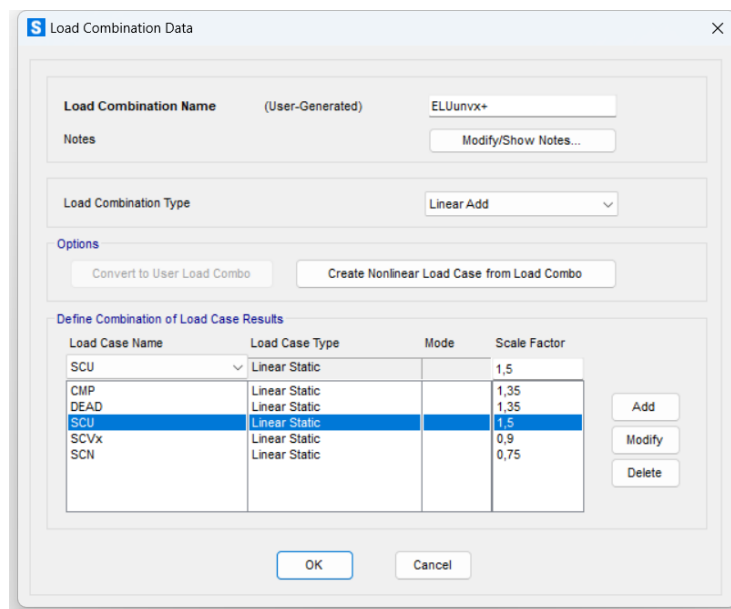 S Load Combination Data
Load Combination Name (User-Generated) ELUunvx+
Notes Modify/Show Notes...
Load Combination Type Linear Add
Options
Convert to User Load Combo Create Nonlinear Load Case from Load Combo
Define Combination of Load Case Results
Load Case Name Load Case Type Mode Scale Factor
SCU Linear Static 1,5
CMP Linear Static 1,35
DEAD Linear Static 1,35 Add
SCU Linear Static 1,5
SCVx Linear Static 0,9 Modify
SCN Linear Static 0,75
Delete
OK Cancel